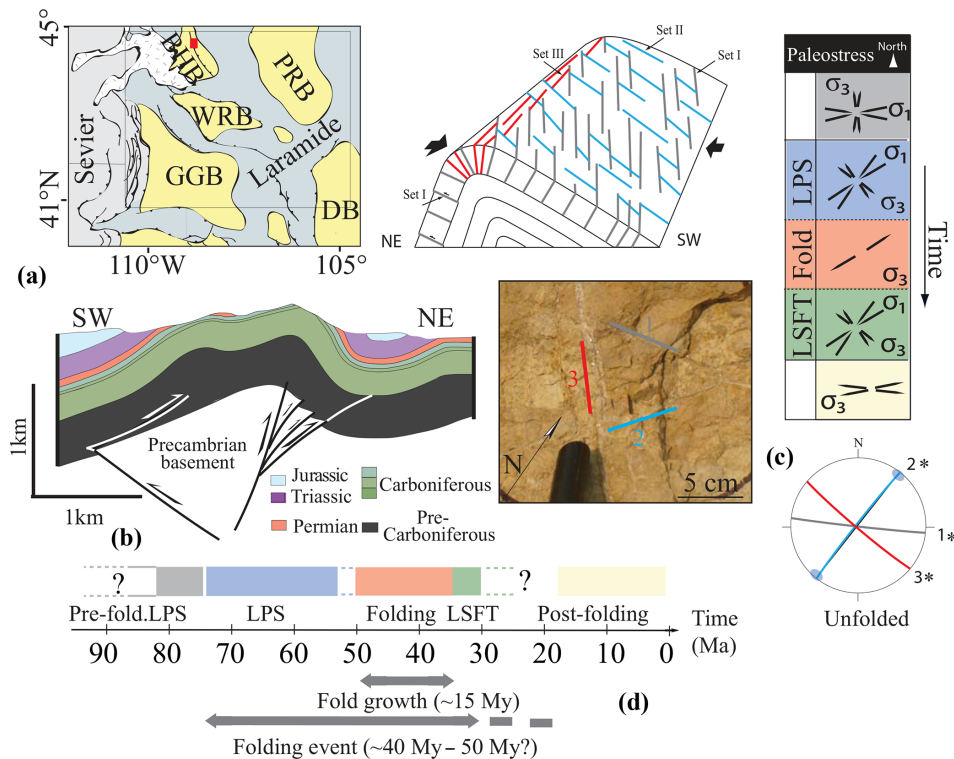 45°
BHB
PRB
WRB
Sevier
Laramide
GGB
41°N
DB
110°W
105°
(a)
Set II
Set III
Set I
Set I
NE
SW
Paleostress
North
σ3
σ1
LPS
σ1
σ3
Fold
σ3
LSFT
σ1
σ3
σ3
Time
(c)
SW
NE
1km
Precambrian
basement
1km
(b)
Jurassic
Triassic
Permian
Carboniferous
Pre-
Carboniferous
1
3
2
N
5 cm
N
2*
1*
3*
Unfolded
?
?
Pre-fold. LPS
LPS
Folding
LSFT
Post-folding
Time
(Ma)
90
80
70
60
50
40
30
20
10
0
Fold growth (~15 My)
(d)
Folding event (~40 My– 50 My?)